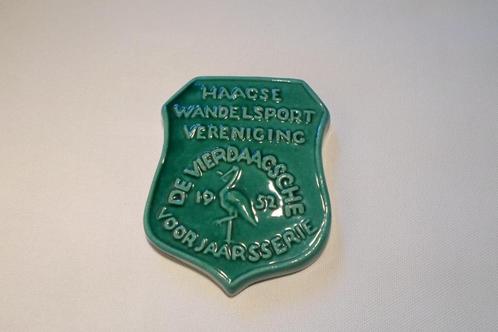 HAAGSE
WANDELSPORT
VERENIGING
DE VIERDAAGSCHE
19 52
VOORJAARSSERIE